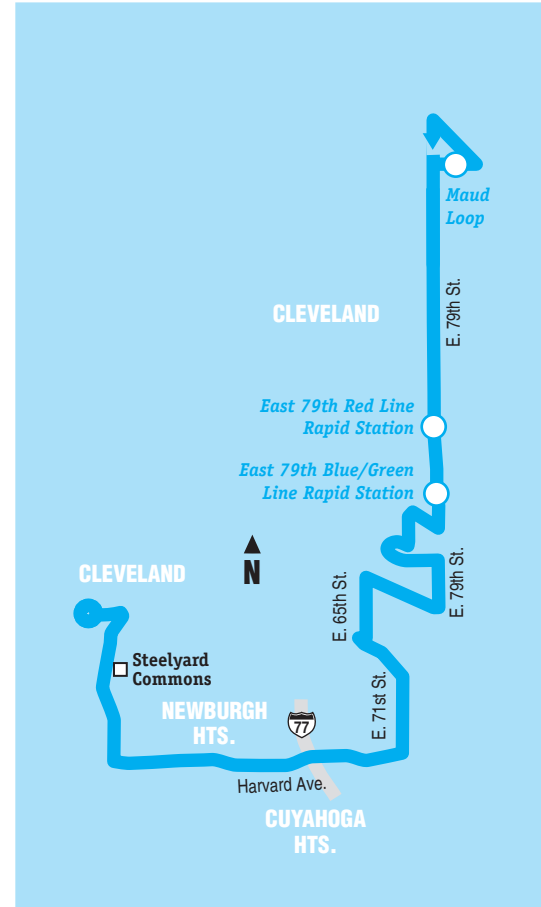 Maud
Loop
E. 79th St.
CLEVELAND
East 79th Red Line
Rapid Station
East 79th Blue/Green
Line Rapid Station
N
CLEVELAND
E. 65th St.
E. 79th St.
Steelyard
Commons
E. 71st St.
NEWBURGH
HTS.
77
Harvard Ave.
CUYAHOGA
HTS.